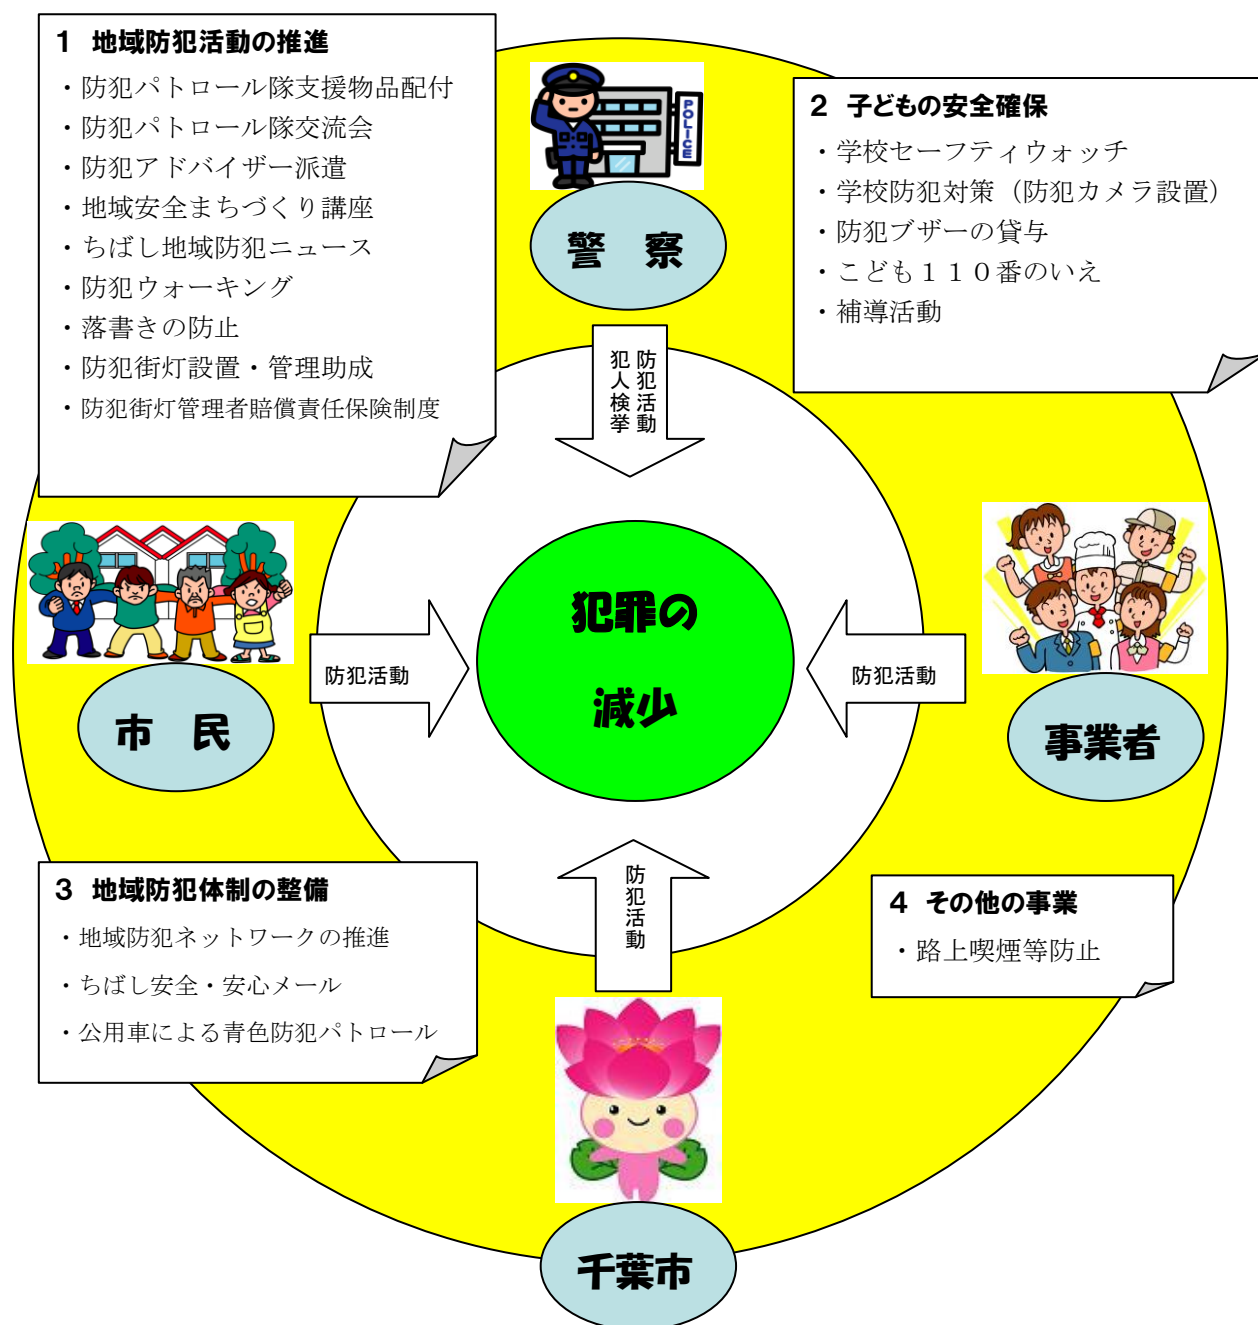 1 地域防犯活動の推進
・防犯パトロール隊支援物品配付
・防犯パトロール隊交流会
・防犯アドバイザー派遣
・地域安全まちづくり講座
・ちばし地域防犯ニュース
・防犯ウォーキング
・落書きの防止
・防犯街灯設置・管理助成
・防犯街灯管理者賠償責任保険制度
POLICE
警 察
2 子どもの安全確保
・学校セーフティウォッチ
・学校防犯対策（防犯カメラ設置）
・防犯ブザーの貸与
・こども１１０番のいえ
・補導活動
防犯活動
犯人検挙
市 民
防犯活動
犯罪の
減少
防犯活動
事業者
3 地域防犯体制の整備
・地域防犯ネットワークの推進
・ちばし安全・安心メール
・公用車による青色防犯パトロール
防犯活動
4 その他の事業
・路上喫煙等防止
千葉市